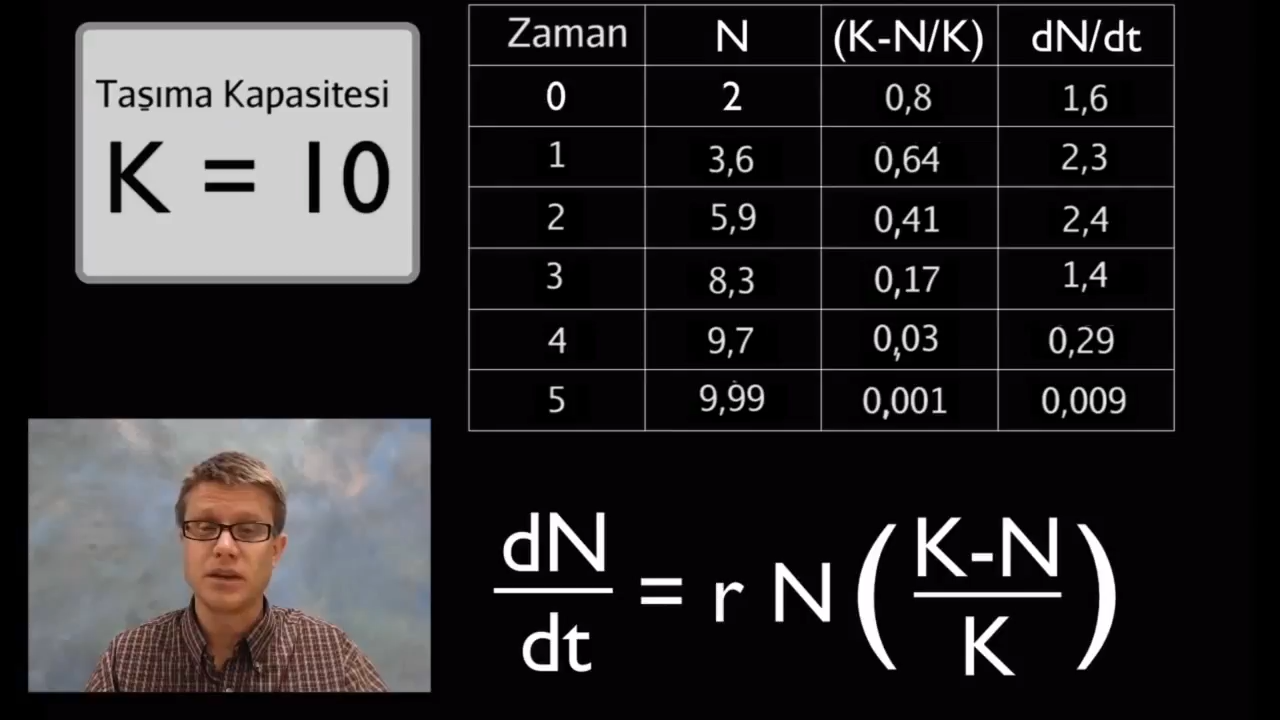 Taşıma Kapasitesi
K = 10
Zaman N (K-N/K) dN/dt
0 2 0,8 1,6
1 3,6 0,64 2,3
2 5,9 0,41 2,4
3 8,3 0,17 1,4
4 9,7 0,03 0,29
5 9,99 0,001 0,009
dN/dt = r N (K-N/K)